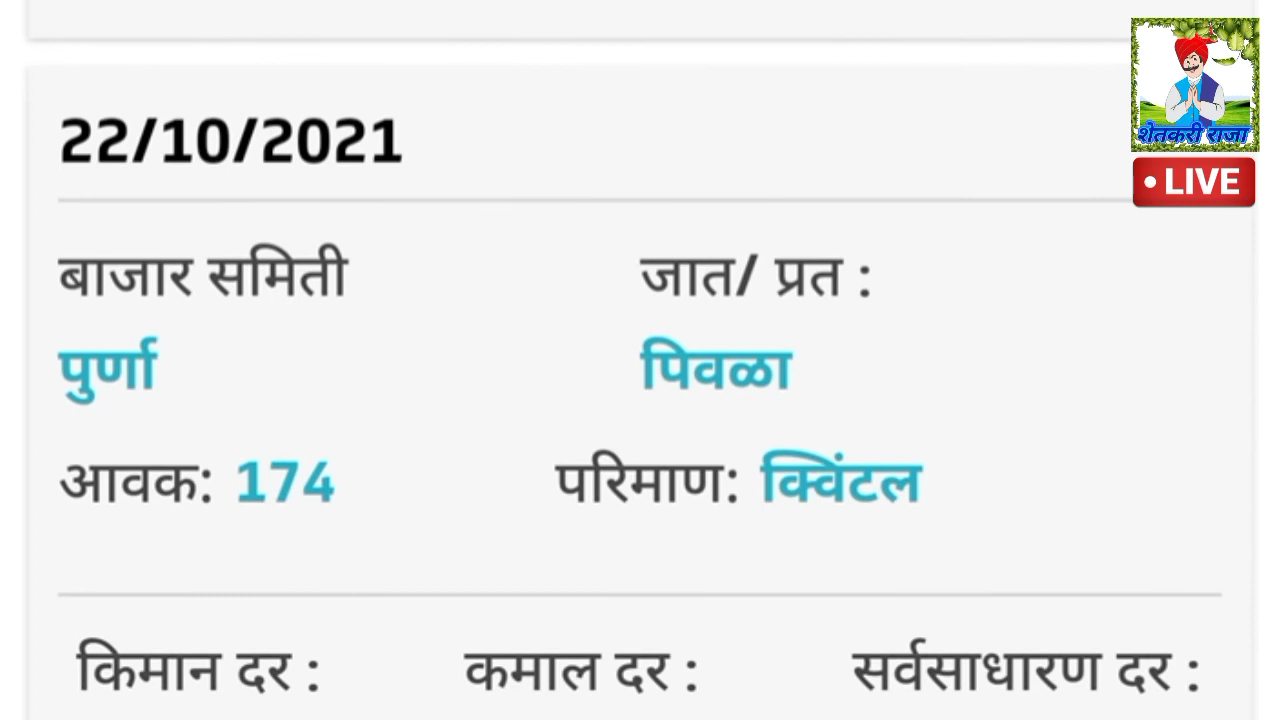 शेतकरी राजा
• LIVE
22/10/2021
बाजार समिती जात/ प्रत :
पुर्णा पिवळा
आवक: 174 परिमाण: क्विंटल
किमान दर : कमाल दर : सर्वसाधारण दर :